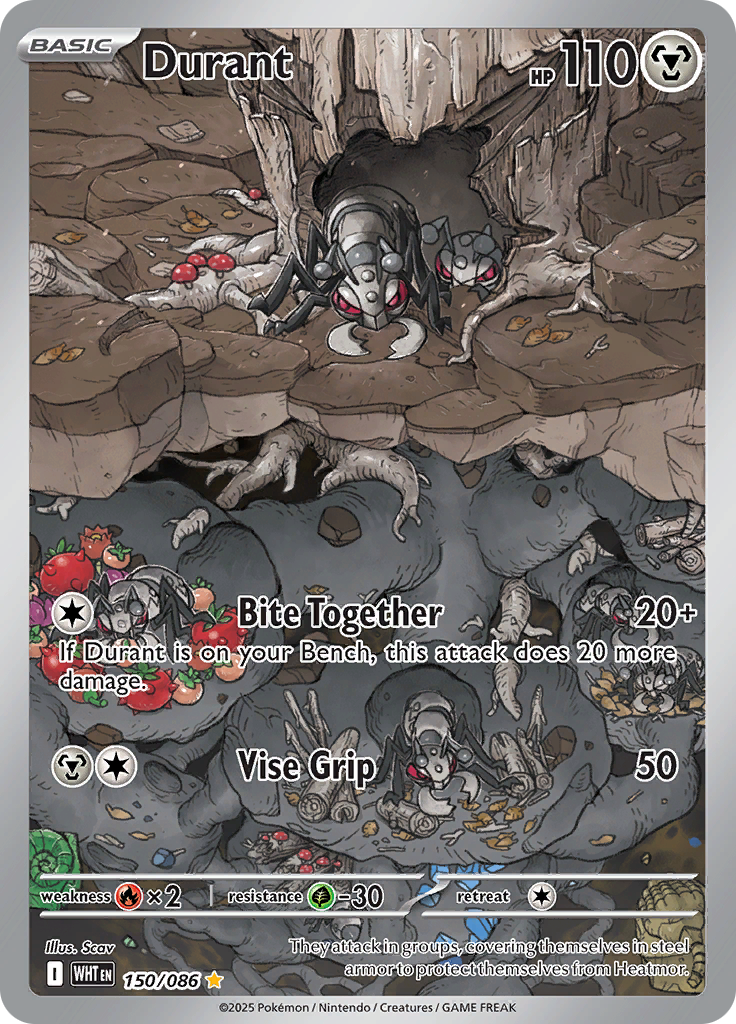 BASIC
Durant
HP 110
Bite Together 20+
If Durant is on your Bench, this attack does 20 more
damage.
Vise Grip 50
weakness ×2 resistance -30 retreat
Illus. Scav
They attack in groups, covering themselves in steel
armor to protect themselves from Heatmor.
I WHT EN 150/086
©2025 Pokémon / Nintendo / Creatures / GAME FREAK